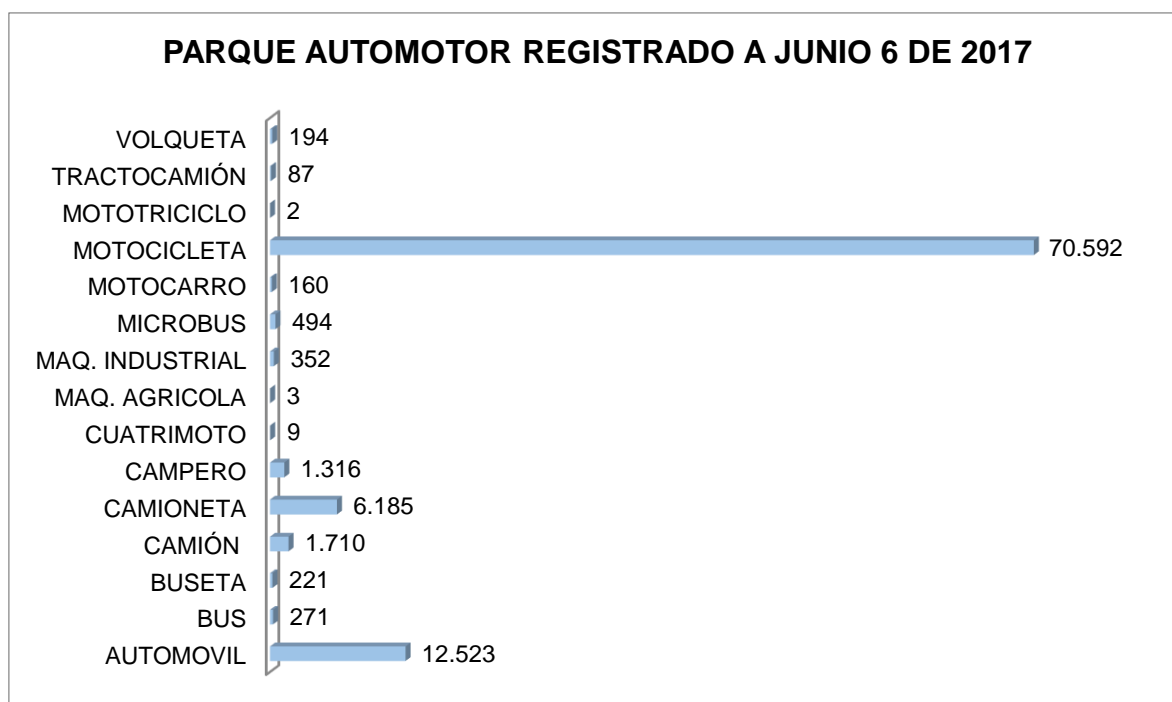 PARQUE AUTOMOTOR REGISTRADO A JUNIO 6 DE 2017
VOLQUETA 194
TRACTOCAMIÓN 87
MOTOTRICICLO 2
MOTOCICLETA 70.592
MOTOCARRO 160
MICROBUS 494
MAQ. INDUSTRIAL 352
MAQ. AGRICOLA 3
CUATRIMOTO 9
CAMPERO 1.316
CAMIONETA 6.185
CAMIÓN 1.710
BUSETA 221
BUS 271
AUTOMOVIL 12.523